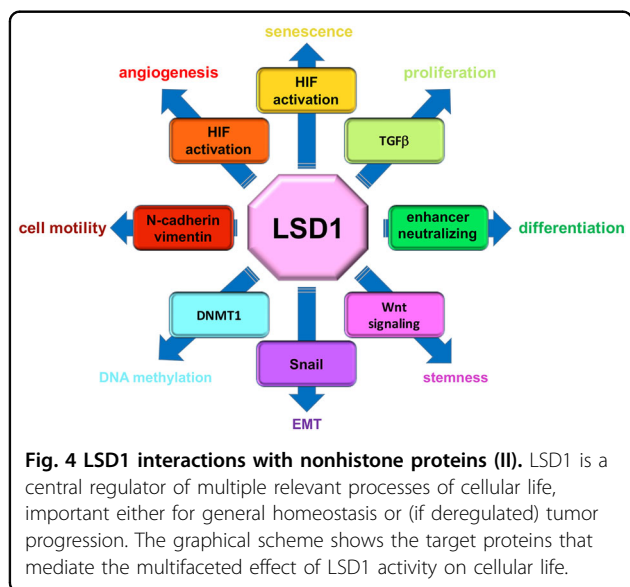 senescence
angiogenesis
proliferation
HIF
activation
HIF
activation
TGFβ
cell motility
N-cadherin
vimentin
LSD1
enhancer
neutralizing
differentiation
DNMT1
Wnt
signaling
Snail
DNA methylation
stemness
EMT
Fig. 4 LSD1 interactions with nonhistone proteins (II). LSD1 is a
central regulator of multiple relevant processes of cellular life,
important either for general homeostasis or (if deregulated) tumor
progression. The graphical scheme shows the target proteins that
mediate the multifaceted effect of LSD1 activity on cellular life.